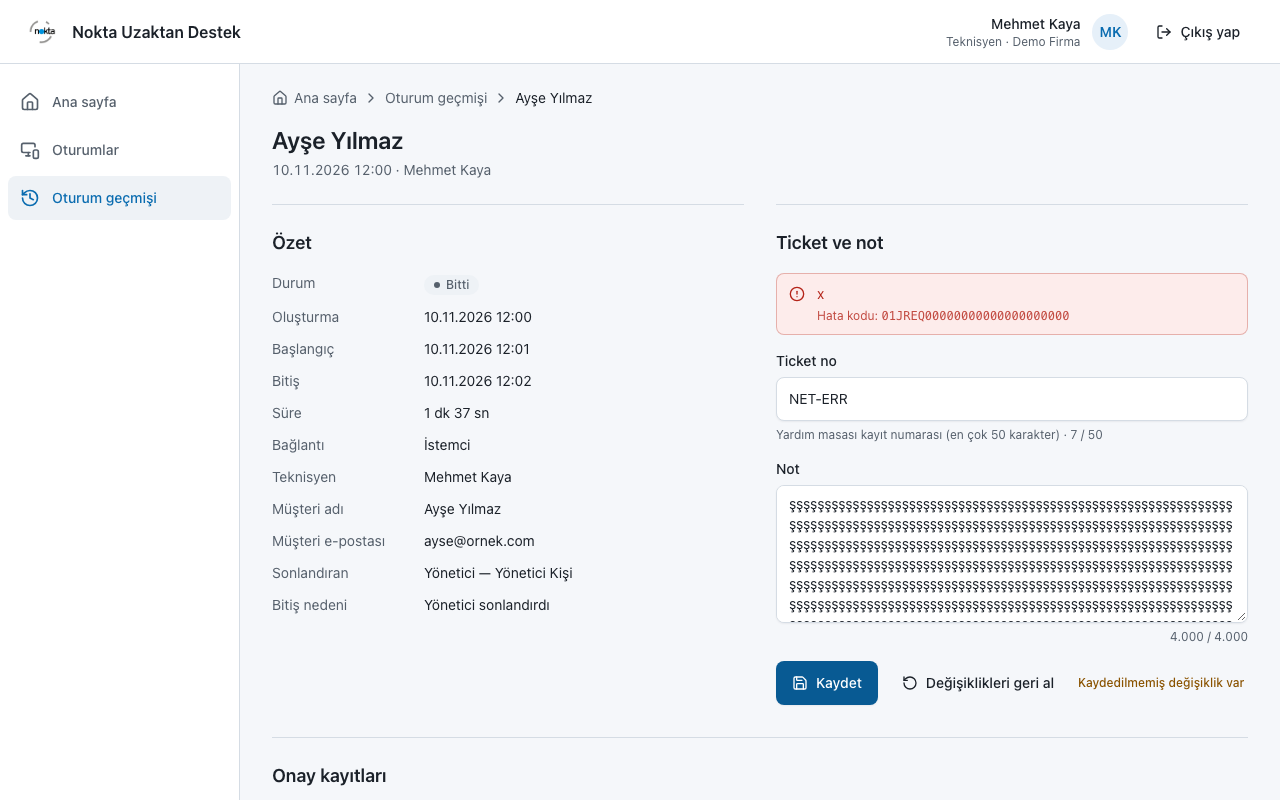 nokta
Nokta Uzaktan Destek
Mehmet Kaya
Teknisyen · Demo Firma
MK
Çıkış yap
Ana sayfa
Oturumlar
Oturum geçmişi
Ana sayfa
Oturum geçmişi
Ayşe Yılmaz
Ayşe Yılmaz
10.11.2026 12:00 · Mehmet Kaya
Özet
Durum
Bitti
Oluşturma
10.11.2026 12:00
Başlangıç
10.11.2026 12:01
Bitiş
10.11.2026 12:02
Süre
1 dk 37 sn
Bağlantı
İstemci
Teknisyen
Mehmet Kaya
Müşteri adı
Ayşe Yılmaz
Müşteri e-postası
ayse@ornek.com
Sonlandıran
Yönetici — Yönetici Kişi
Bitiş nedeni
Yönetici sonlandırdı
Ticket ve not
x
Hata kodu: 01JREQ00000000000000000000
Ticket no
NET-ERR
Yardım masası kayıt numarası (en çok 50 karakter) · 7 / 50
Not
4.000 / 4.000
Kaydet
Değişiklikleri geri al
Kaydedilmemiş değişiklik var
Onay kayıtları